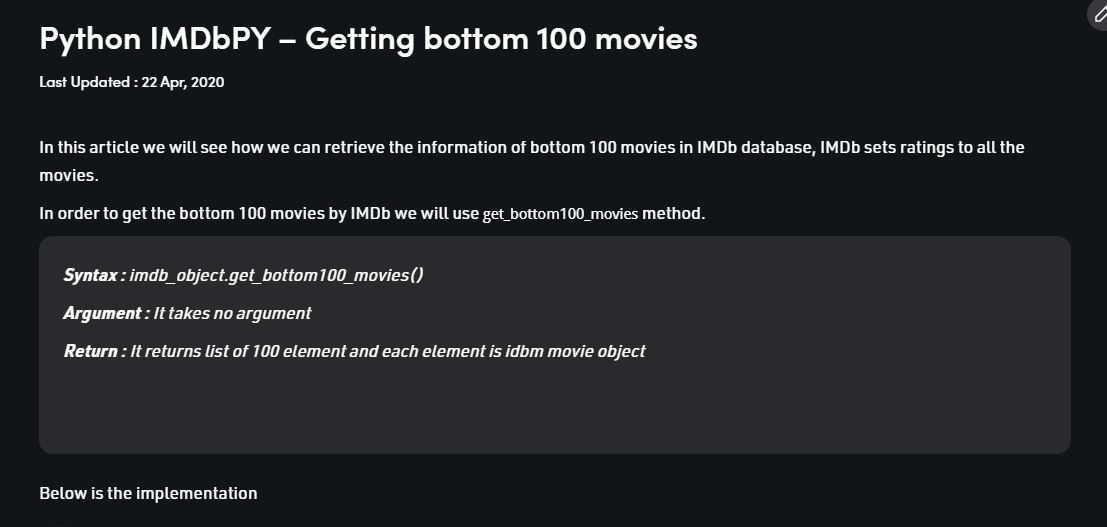 Python IMDbPY – Getting bottom 100 movies
Last Updated : 22 Apr, 2020
In this article we will see how we can retrieve the information of bottom 100 movies in IMDb database, IMDb sets ratings to all the
movies.
In order to get the bottom 100 movies by IMDb we will use get_bottom100_movies method.
Syntax : imdb_object.get_bottom100_movies()
Argument : It takes no argument
Return : It returns list of 100 element and each element is idbm movie object
Below is the implementation